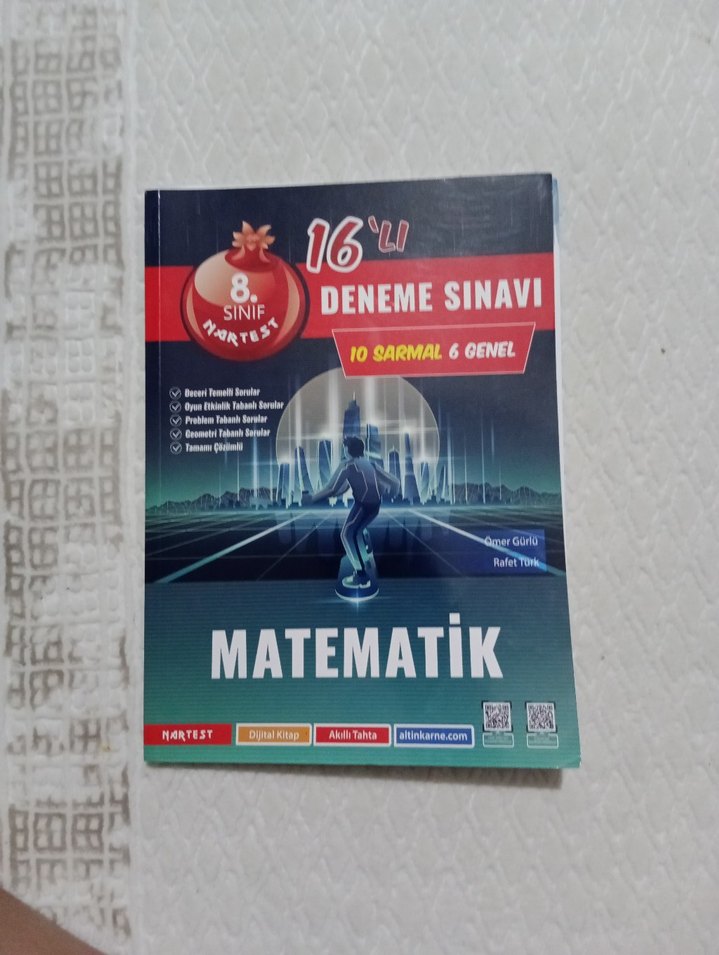 16'LI
8.
SINIF
NARTEST
DENEME SINAVI
10 SARMAL 6 GENEL
Beceri Temelli Sorular
Oyun Etkinlik Tabanlı Sorular
Problem Tabanlı Sorular
Geometri Tabanlı Sorular
Tamamı Çözümlü
Ömer Gürlü
Rafet Türk
MATEMATİK
NARTEST
Dijital Kitap
Akıllı Tahta
altinkarne.com